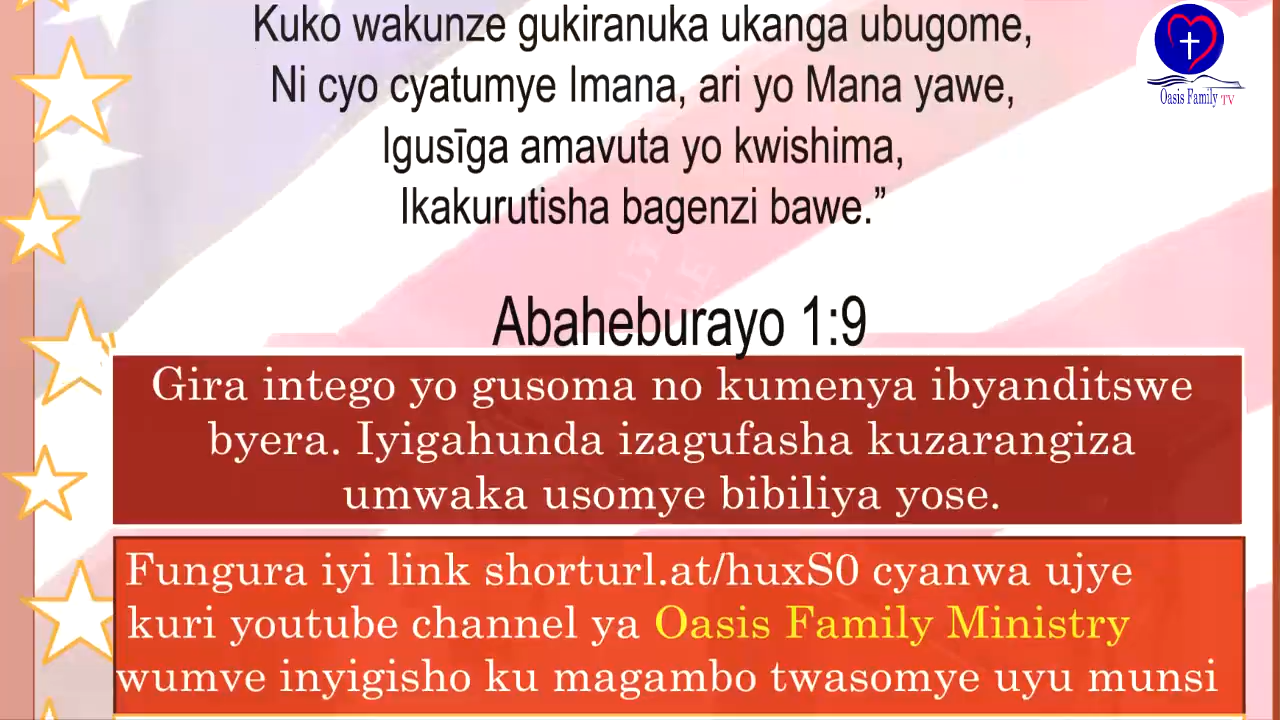 Kuko wakunze gukiranuka ukanga ubugome,
Ni cyo cyatumye Imana, ari yo Mana yawe,
Igusīga amavuta yo kwishima,
Ikakurutisha bagenzi bawe.”
Abaheburayo 1:9
Gira intego yo gusoma no kumenya ibyanditswe
byera. Iyigahunda izagufasha kuzarangiza
umwaka usomye bibiliya yose.
Fungura iyi link shorturl.at/huxS0 cyanwa ujye
kuri youtube channel ya Oasis Family Ministry
wumve inyigisho ku magambo twasomye uyu munsi
Oasis Family TV